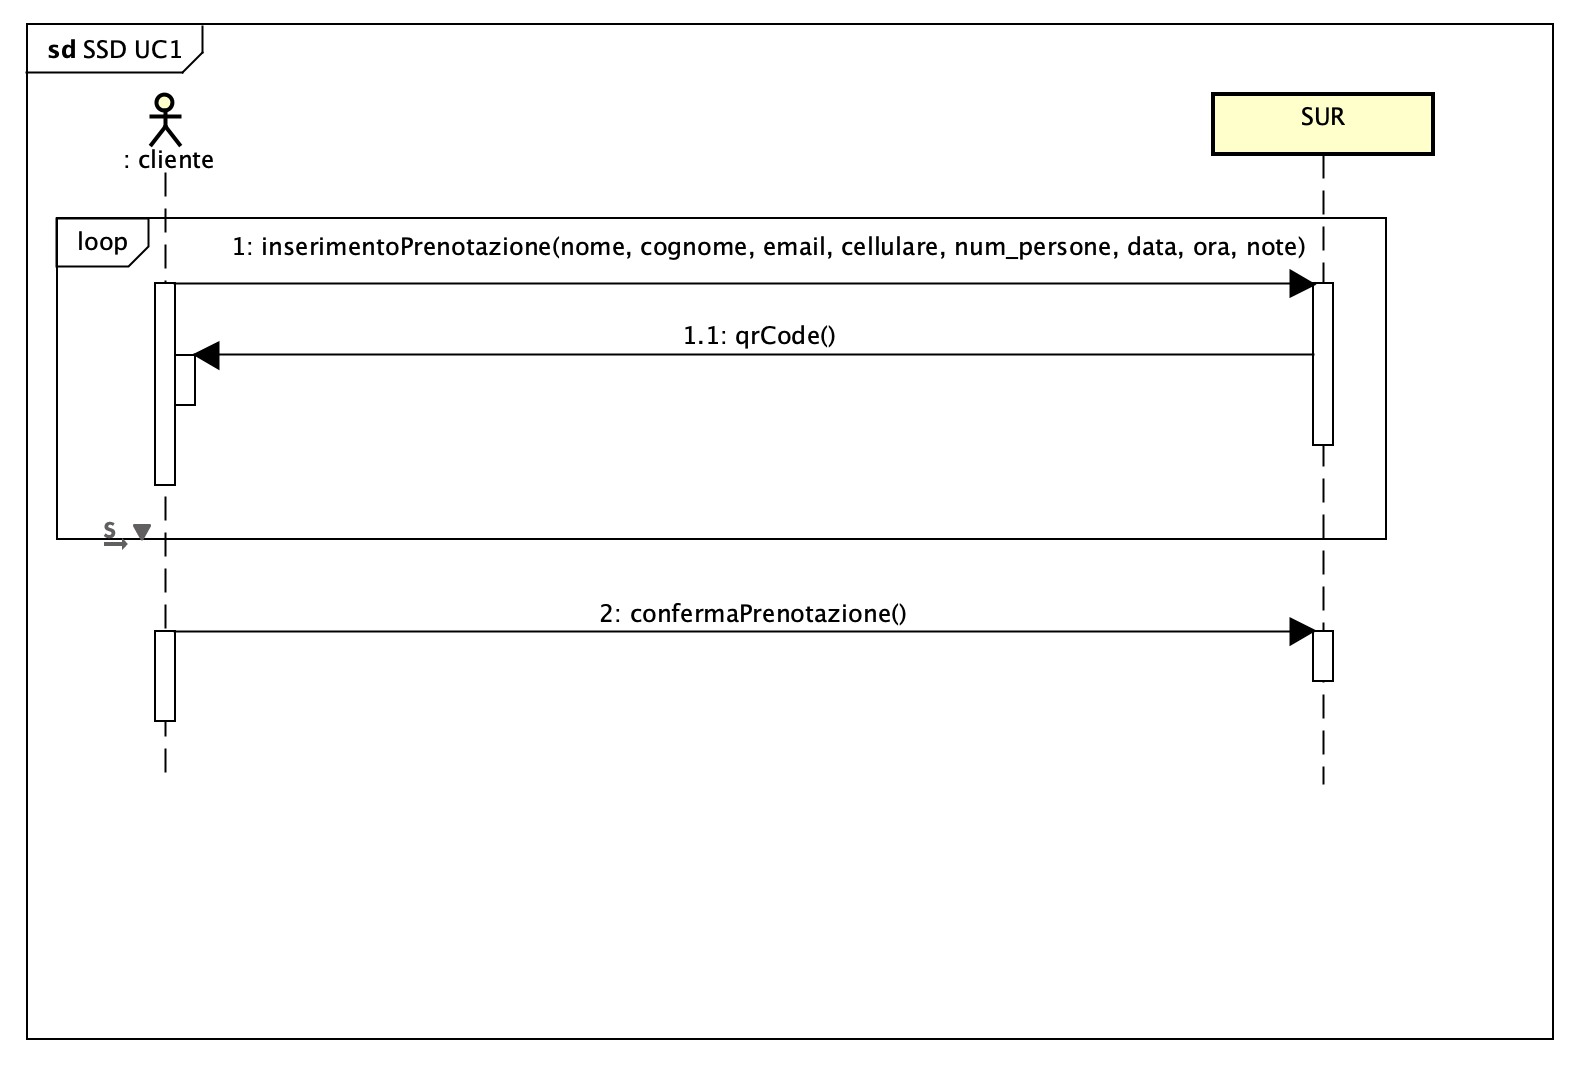 sd SSD UC1
: cliente
SUR
loop
1: inserimentoPrenotazione(nome, cognome, email, cellulare, num_persone, data, ora, note)
1.1: qrCode()
S
2: confermaPrenotazione()